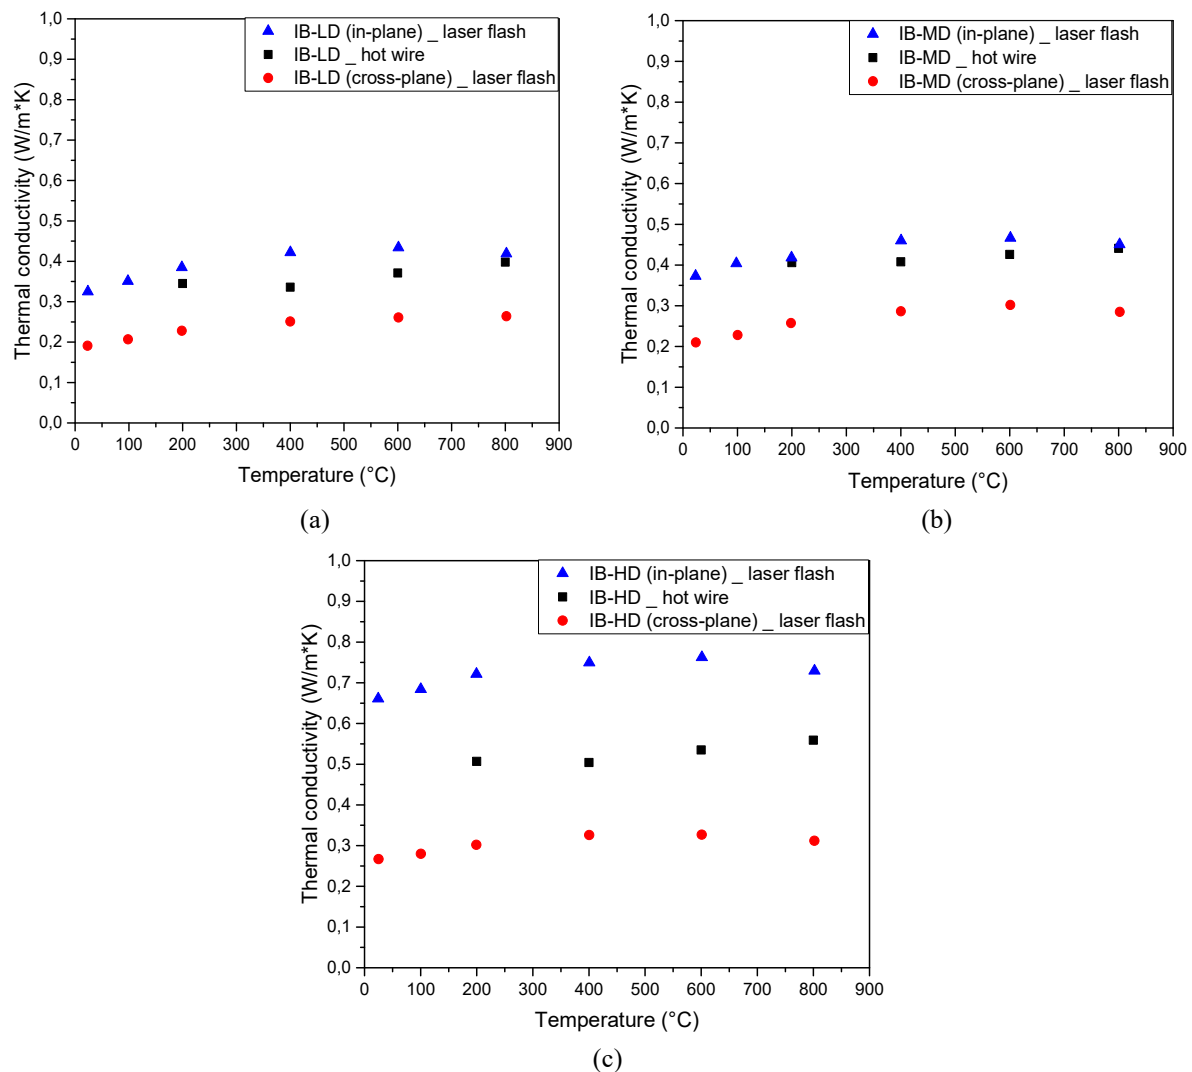 IB-LD (in-plane) _ laser flash
IB-LD _ hot wire
IB-LD (cross-plane) _ laser flash
Thermal conductivity (W/m*K)
1,0
0,9
0,8
0,7
0,6
0,5
0,4
0,3
0,2
0,1
0,0
0 100 200 300 400 500 600 700 800 900
Temperature (°C)
(a)
IB-MD (in-plane) _ laser flash
IB-MD _ hot wire
IB-MD (cross-plane) _ laser flash
Thermal conductivity (W/m*K)
1,0
0,9
0,8
0,7
0,6
0,5
0,4
0,3
0,2
0,1
0,0
0 100 200 300 400 500 600 700 800 900
Temperature (°C)
(b)
IB-HD (in-plane) _ laser flash
IB-HD _ hot wire
IB-HD (cross-plane) _ laser flash
Thermal conductivity (W/m*K)
1,0
0,9
0,8
0,7
0,6
0,5
0,4
0,3
0,2
0,1
0,0
0 100 200 300 400 500 600 700 800 900
Temperature (°C)
(c)